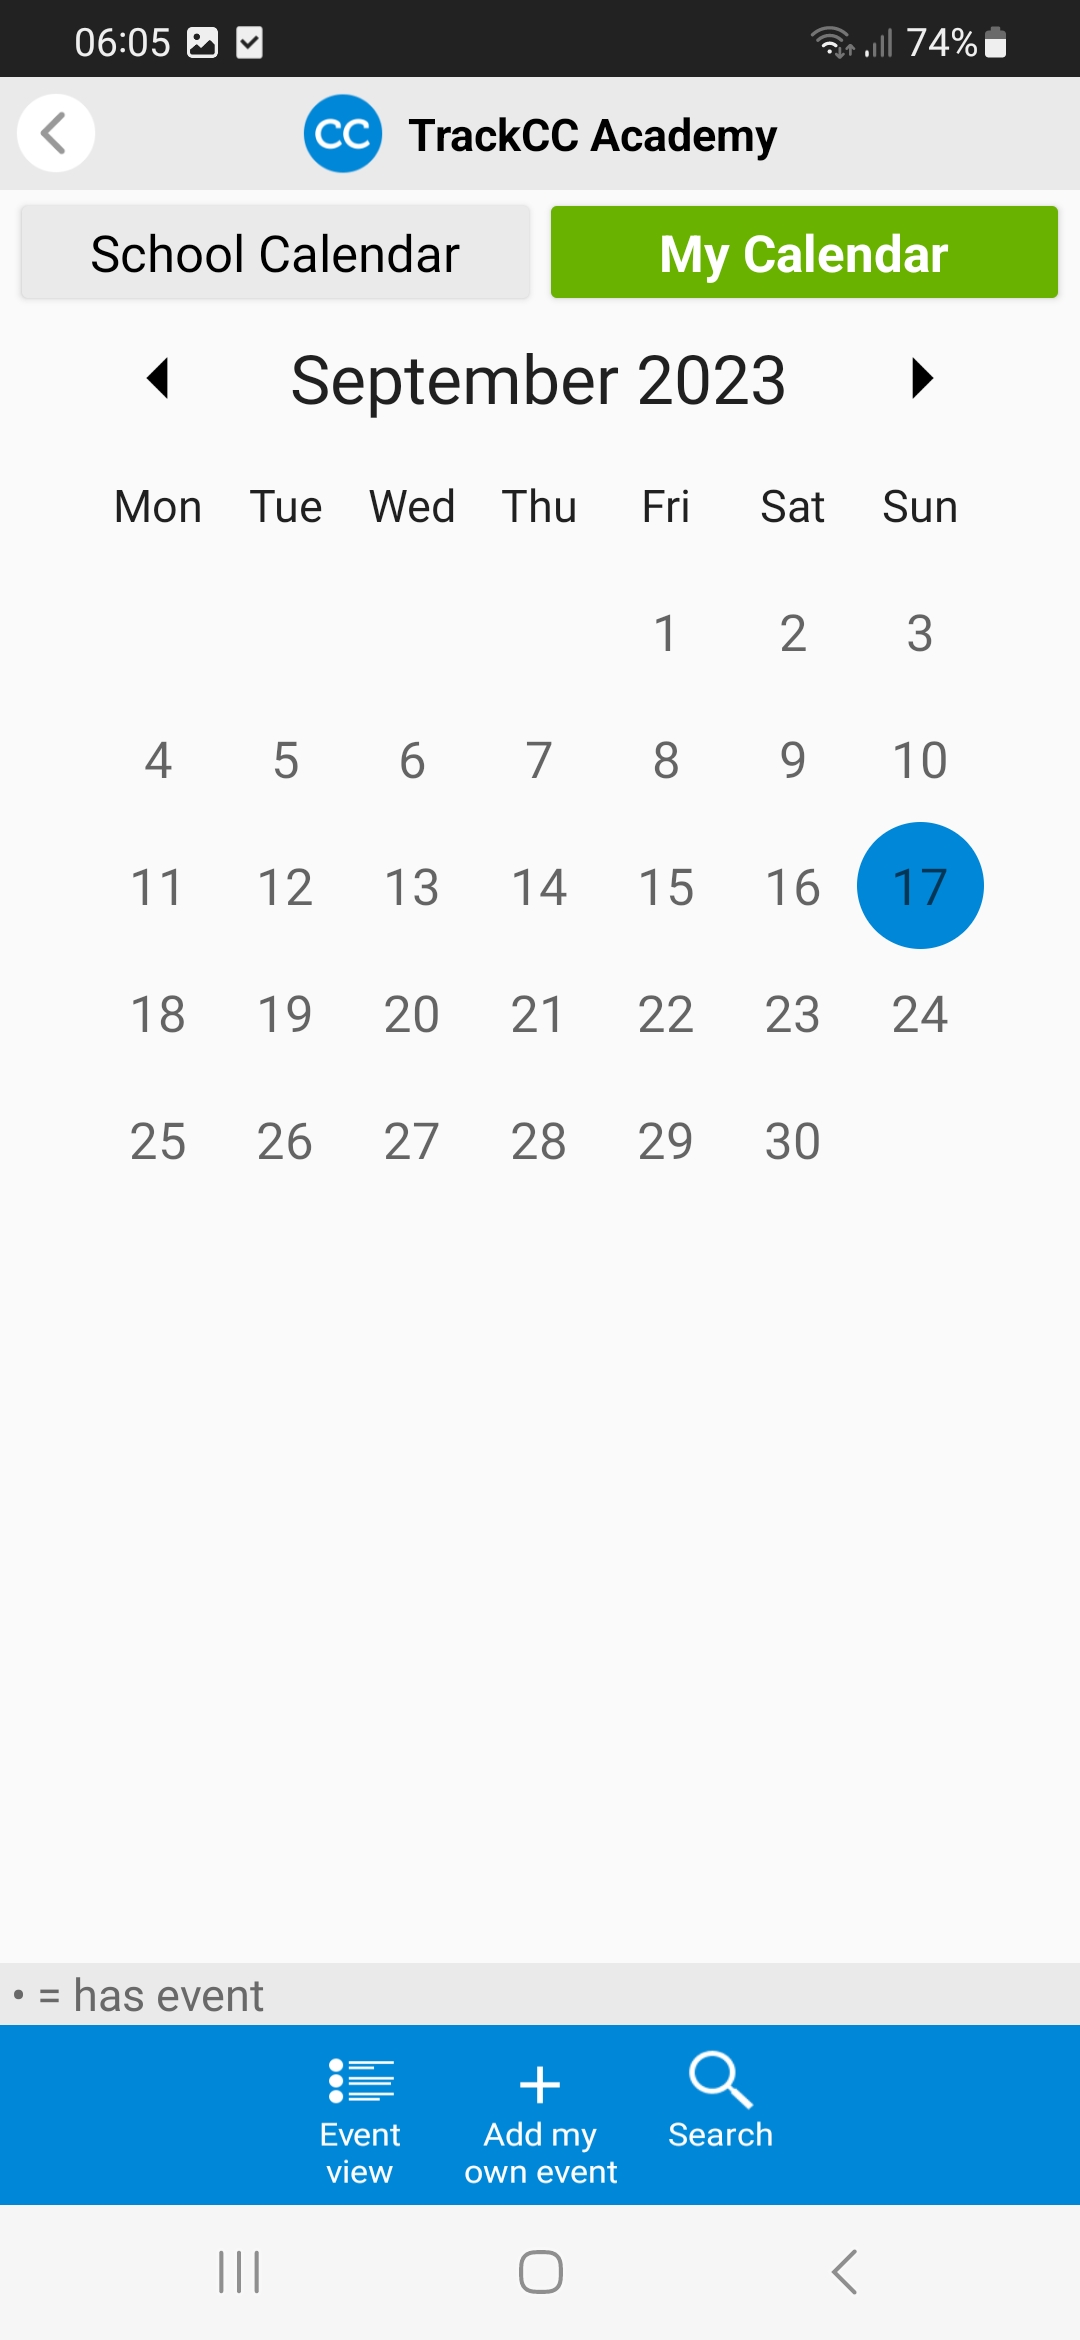 06:05 74%
CC TrackCC Academy
School Calendar My Calendar
September 2023
Mon Tue Wed Thu Fri Sat Sun
1 2 3
4 5 6 7 8 9 10
11 12 13 14 15 16 17
18 19 20 21 22 23 24
25 26 27 28 29 30
• = has event
Event view
Add my own event
Search